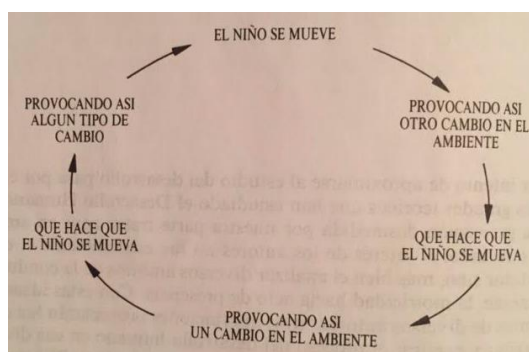 EL NIÑO SE MUEVE
PROVOCANDO ASI
OTRO CAMBIO EN EL
AMBIENTE
QUE HACE QUE
EL NIÑO SE MUEVA
PROVOCANDO ASI
UN CAMBIO EN EL AMBIENTE
QUE HACE QUE
EL NIÑO SE MUEVA
PROVOCANDO ASI
ALGUN TIPO DE
CAMBIO